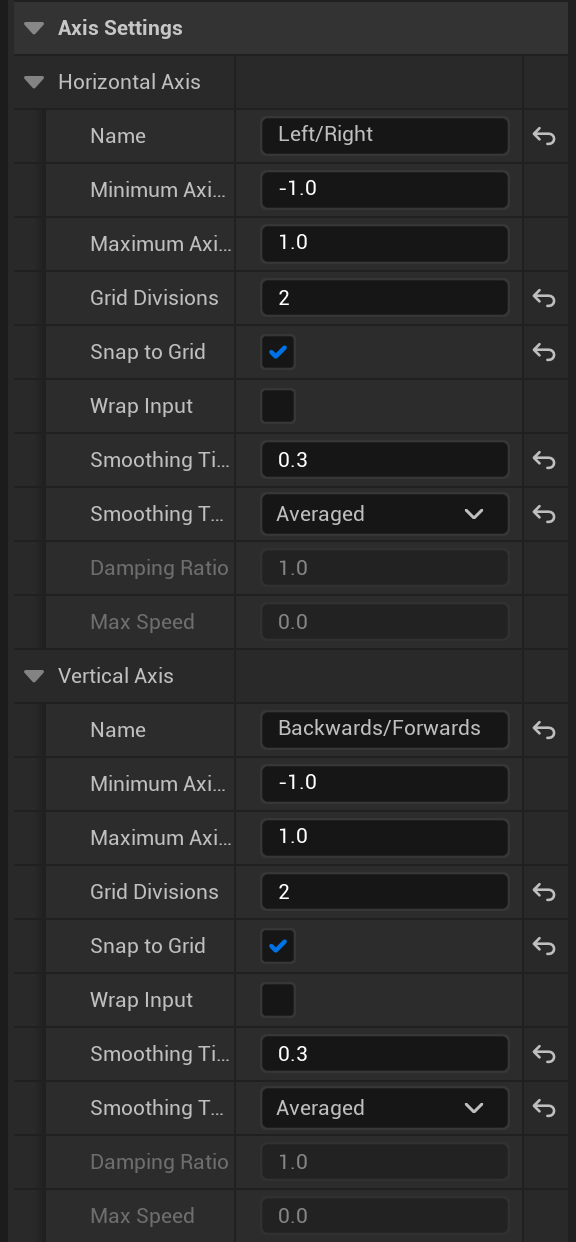 Axis Settings
Horizontal Axis
Name Left/Right
Minimum Axi... -1.0
Maximum Axi... 1.0
Grid Divisions 2
Snap to Grid
Wrap Input
Smoothing Ti... 0.3
Smoothing T... Averaged
Damping Ratio 1.0
Max Speed 0.0
Vertical Axis
Name Backwards/Forwards
Minimum Axi... -1.0
Maximum Axi... 1.0
Grid Divisions 2
Snap to Grid
Wrap Input
Smoothing Ti... 0.3
Smoothing T... Averaged
Damping Ratio 1.0
Max Speed 0.0